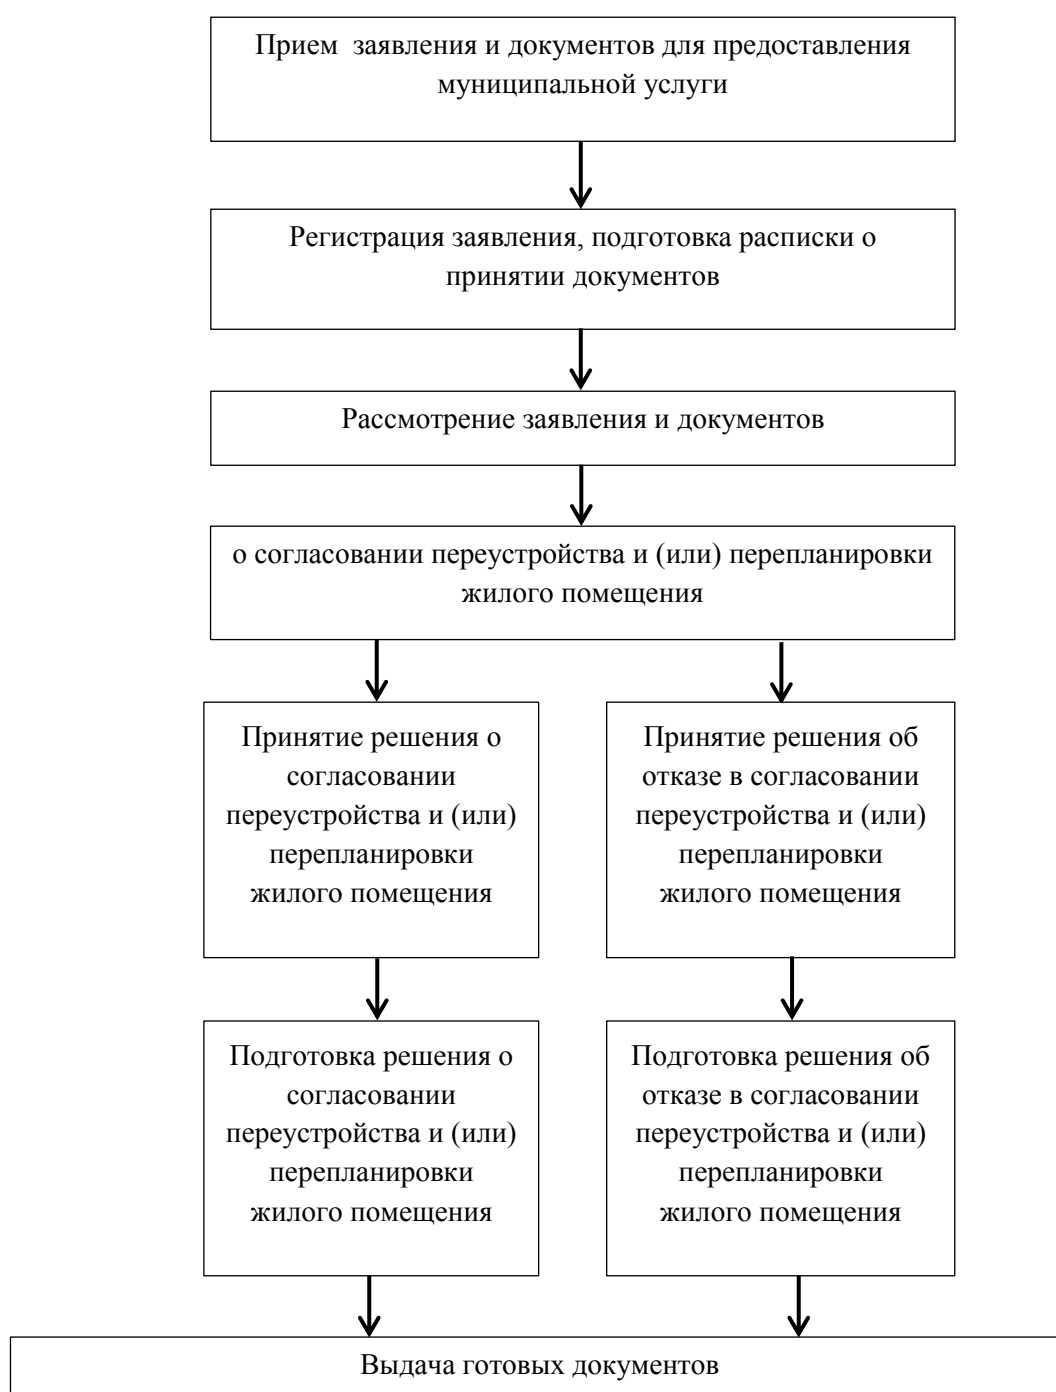 Прием  заявления и документов для предоставления
муниципальной услуги
Регистрация заявления, подготовка расписки о
принятии документов
Рассмотрение заявления и документов
о согласовании переустройства и (или) перепланировки
жилого помещения
Принятие решения о
согласовании
переустройства и (или)
перепланировки
жилого помещения
Принятие решения об
отказе в согласовании
переустройства и (или)
перепланировки
жилого помещения
Подготовка решения о
согласовании
переустройства и (или)
перепланировки
жилого помещения
Подготовка решения об
отказе в согласовании
переустройства и (или)
перепланировки
жилого помещения
Выдача готовых документов